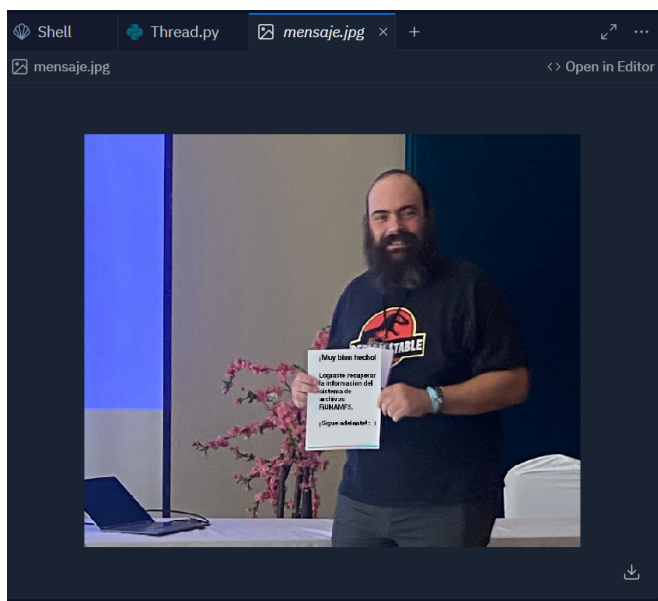 Shell
Thread.py
mensaje.jpg
mensaje.jpg
Open in Editor
STABLE
¡Muy bien hecho!
Lograste recuperar
la informacion del
sistema de
archivos
FiUNAMFS.
¡Sigue adelante! : )